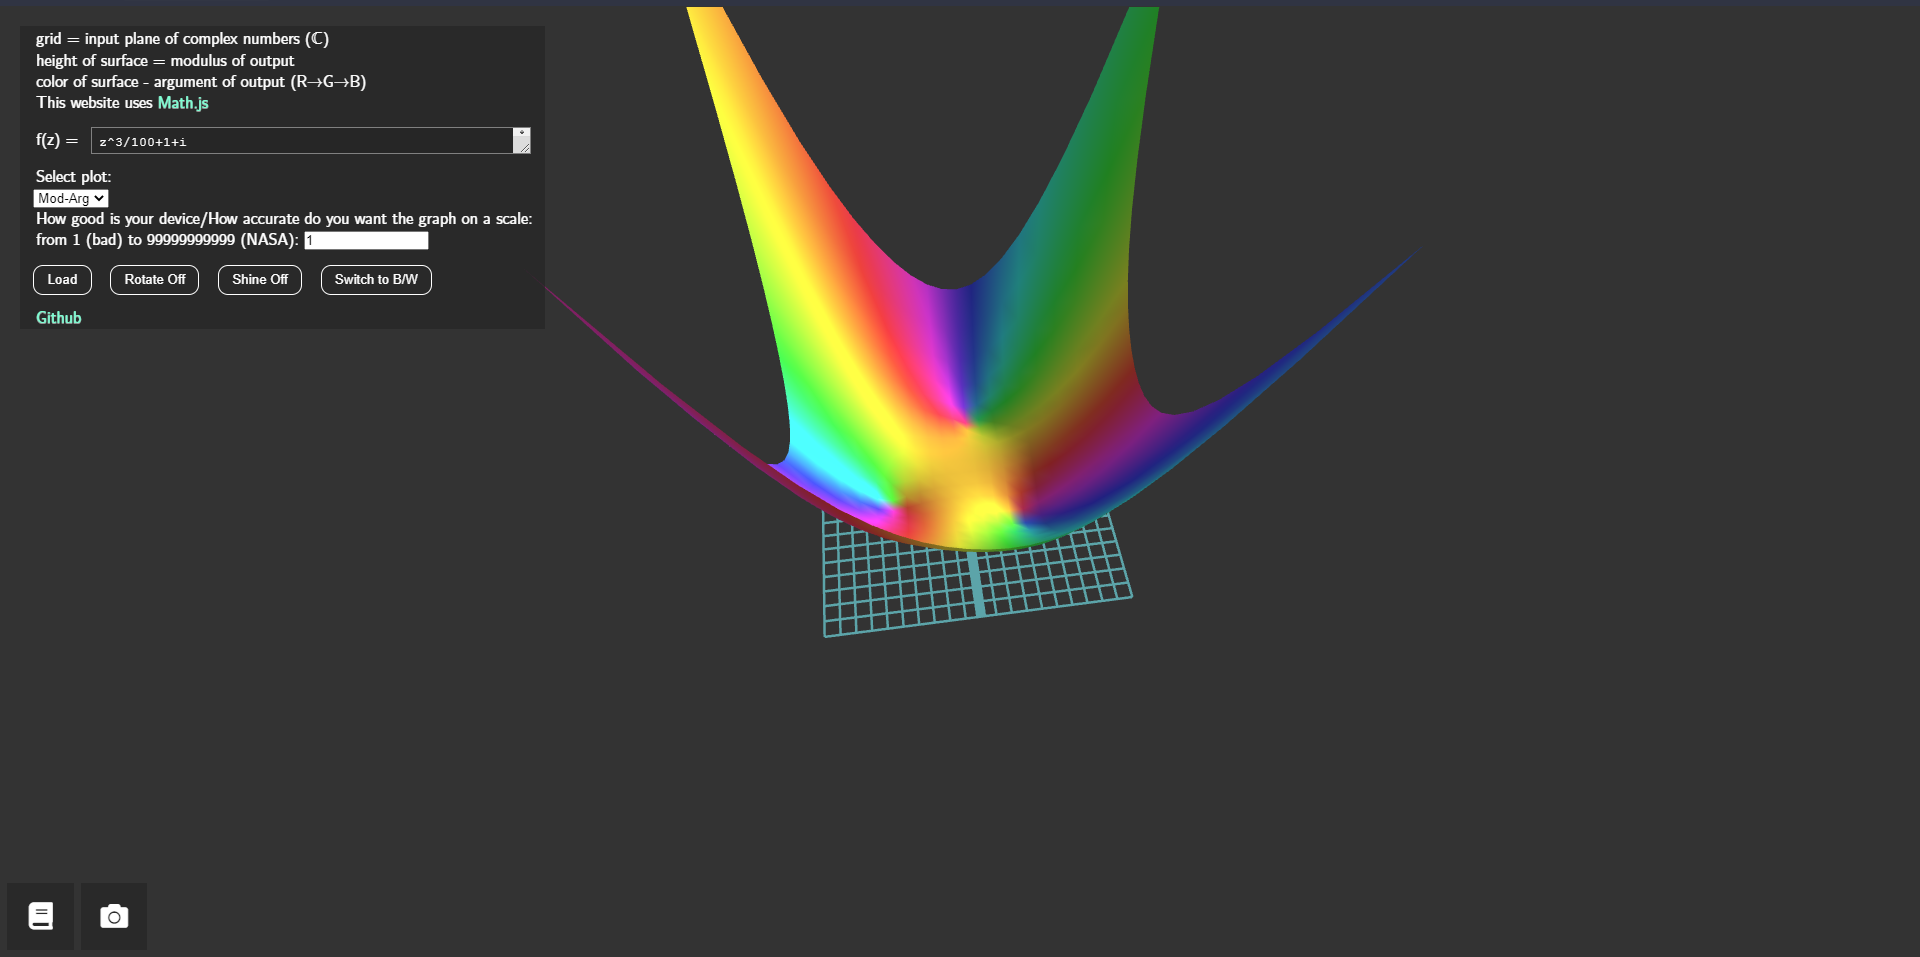 grid = input plane of complex numbers (ℂ)
height of surface = modulus of output
color of surface - argument of output (R→G→B)
This website uses Math.js
f(z) = z^3/100+1+i
Select plot:
Mod-Arg
How good is your device/How accurate do you want the graph on a scale:
from 1 (bad) to 99999999999 (NASA): 1
Load Rotate Off Shine Off Switch to B/W
Github